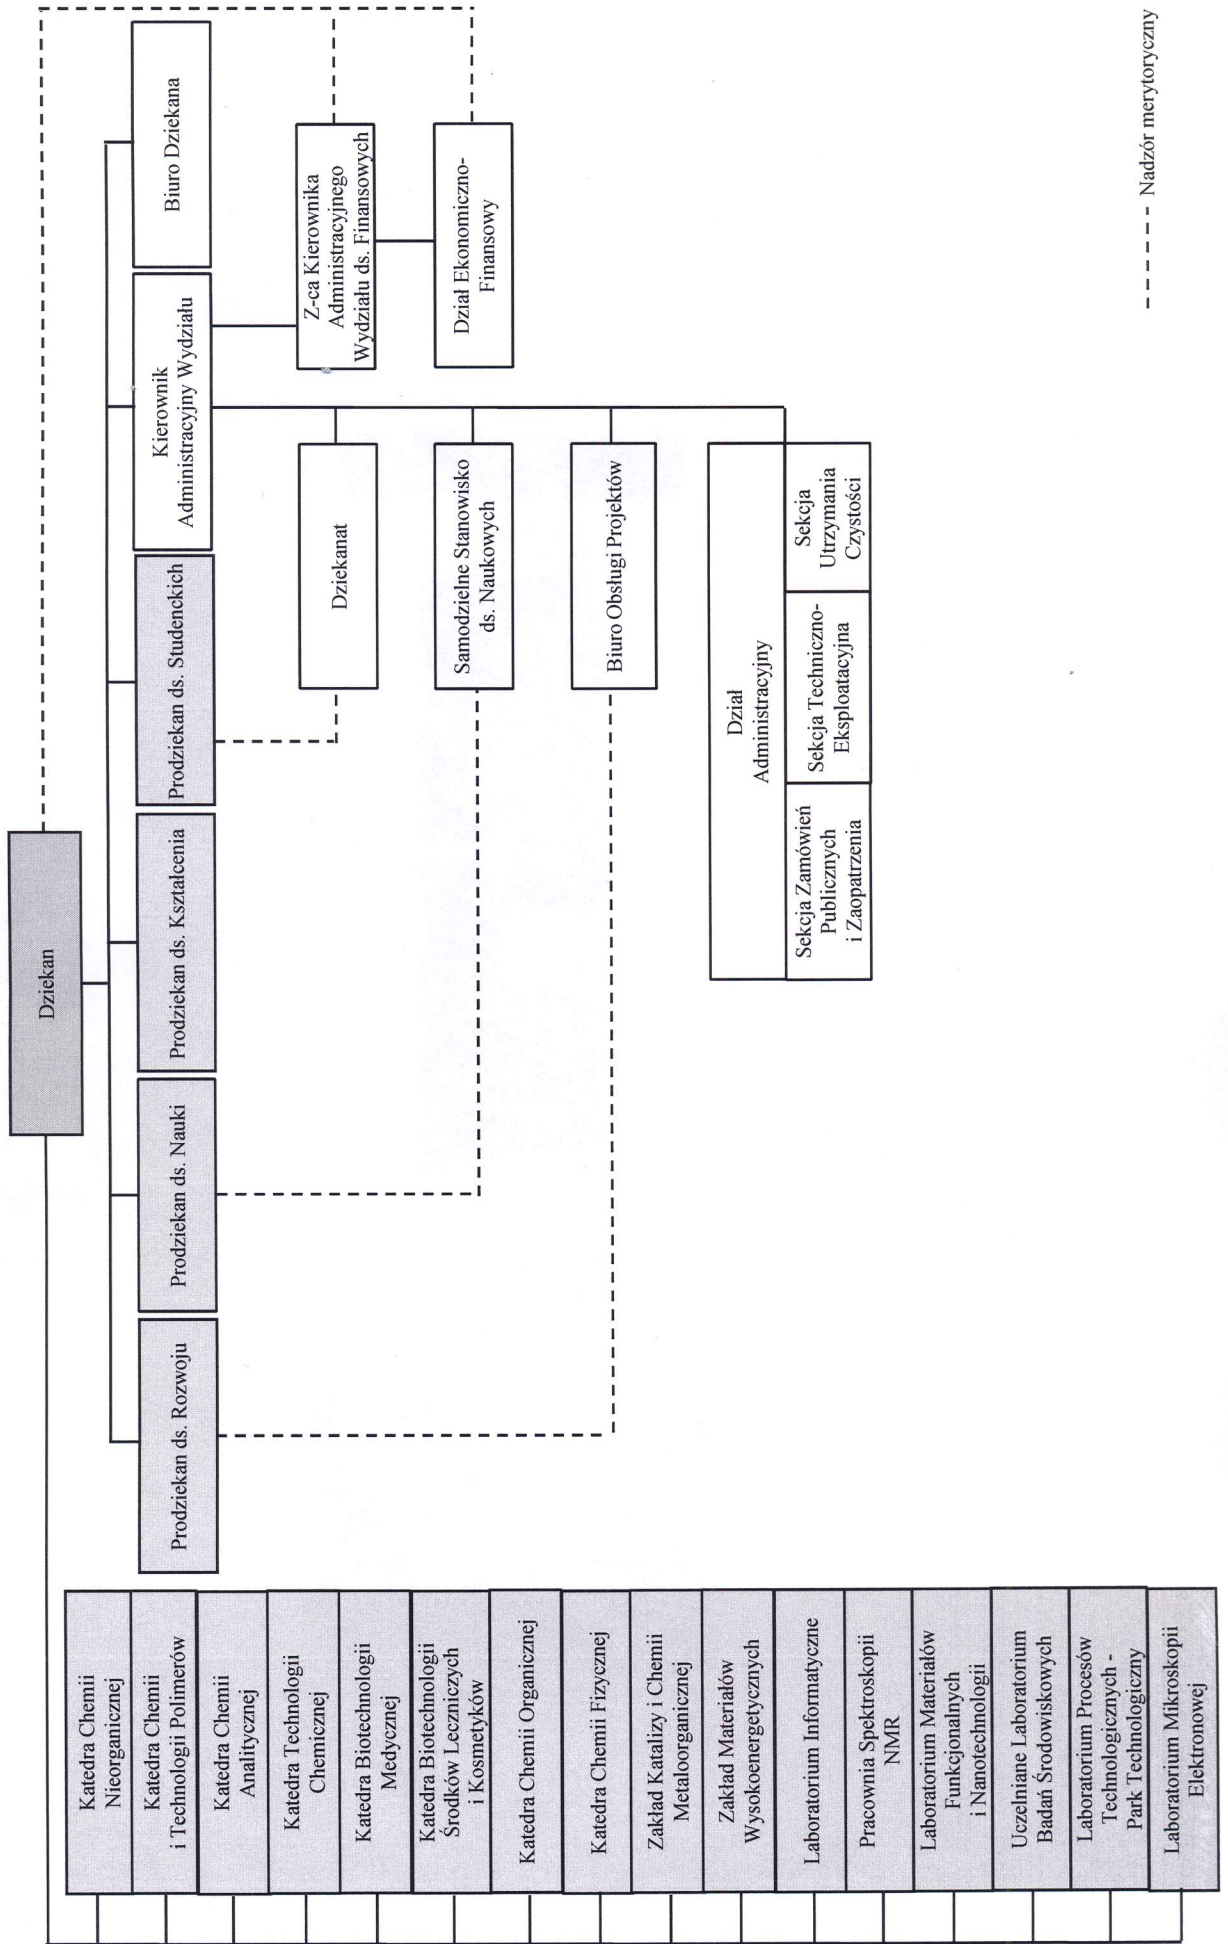 Dziekan
Prodziekan ds. Rozwoju
Prodziekan ds. Nauki
Prodziekan ds. Kształcenia
Prodziekan ds. Studenckich
Kierownik
Administracyjny Wydziału
Biuro Dziekana
Z-ca Kierownika
Administracyjnego
Wydziału ds. Finansowych
Dział Ekonomiczno-
Finansowy
Dziekanat
Samodzielne Stanowisko
ds. Naukowych
Biuro Obsługi Projektów
Dział
Administracyjny
Sekcja Zamówień
Publicznych
i Zaopatrzenia
Sekcja Techniczno-
Eksploatacyjna
Sekcja
Utrzymania
Czystości
Katedra Chemii
Nieorganicznej
Katedra Chemii
i Technologii Polimerów
Katedra Chemii
Analitycznej
Katedra Technologii
Chemicznej
Katedra Biotechnologii
Medycznej
Katedra Biotechnologii
Środków Leczniczych
i Kosmetyków
Katedra Chemii Organicznej
Katedra Chemii Fizycznej
Zakład Katalizy i Chemii
Metaloorganicznej
Zakład Materiałów
Wysokoenergetycznych
Laboratorium Informatyczne
Pracownia Spektroskopii
NMR
Laboratorium Materiałów
Funkcjonalnych
i Nanotechnologii
Uczelniane Laboratorium
Badań Środowiskowych
Laboratorium Procesów
Technologicznych -
Park Technologiczny
Laboratorium Mikroskopii
Elektronowej
Nadzór merytoryczny